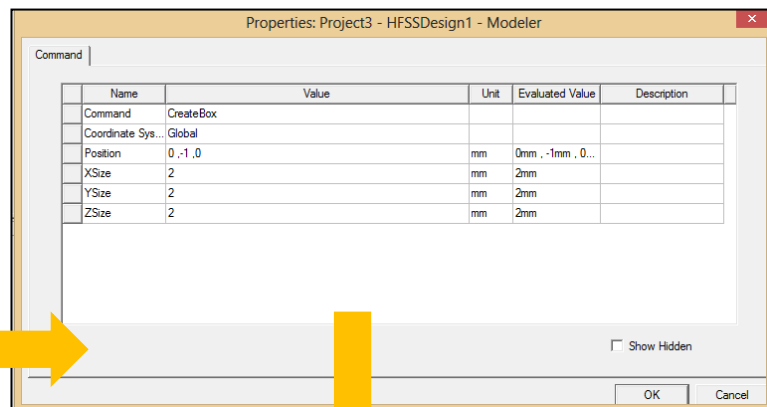 Properties: Project3 - HFSSDesign1 - Modeler
Command
Name Value Unit Evaluated Value Description
Command CreateBox
Coordinate Sys... Global
Position 0 ,-1 ,0 mm 0mm , -1mm , 0...
XSize 2 mm 2mm
YSize 2 mm 2mm
ZSize 2 mm 2mm
Show Hidden
OK Cancel